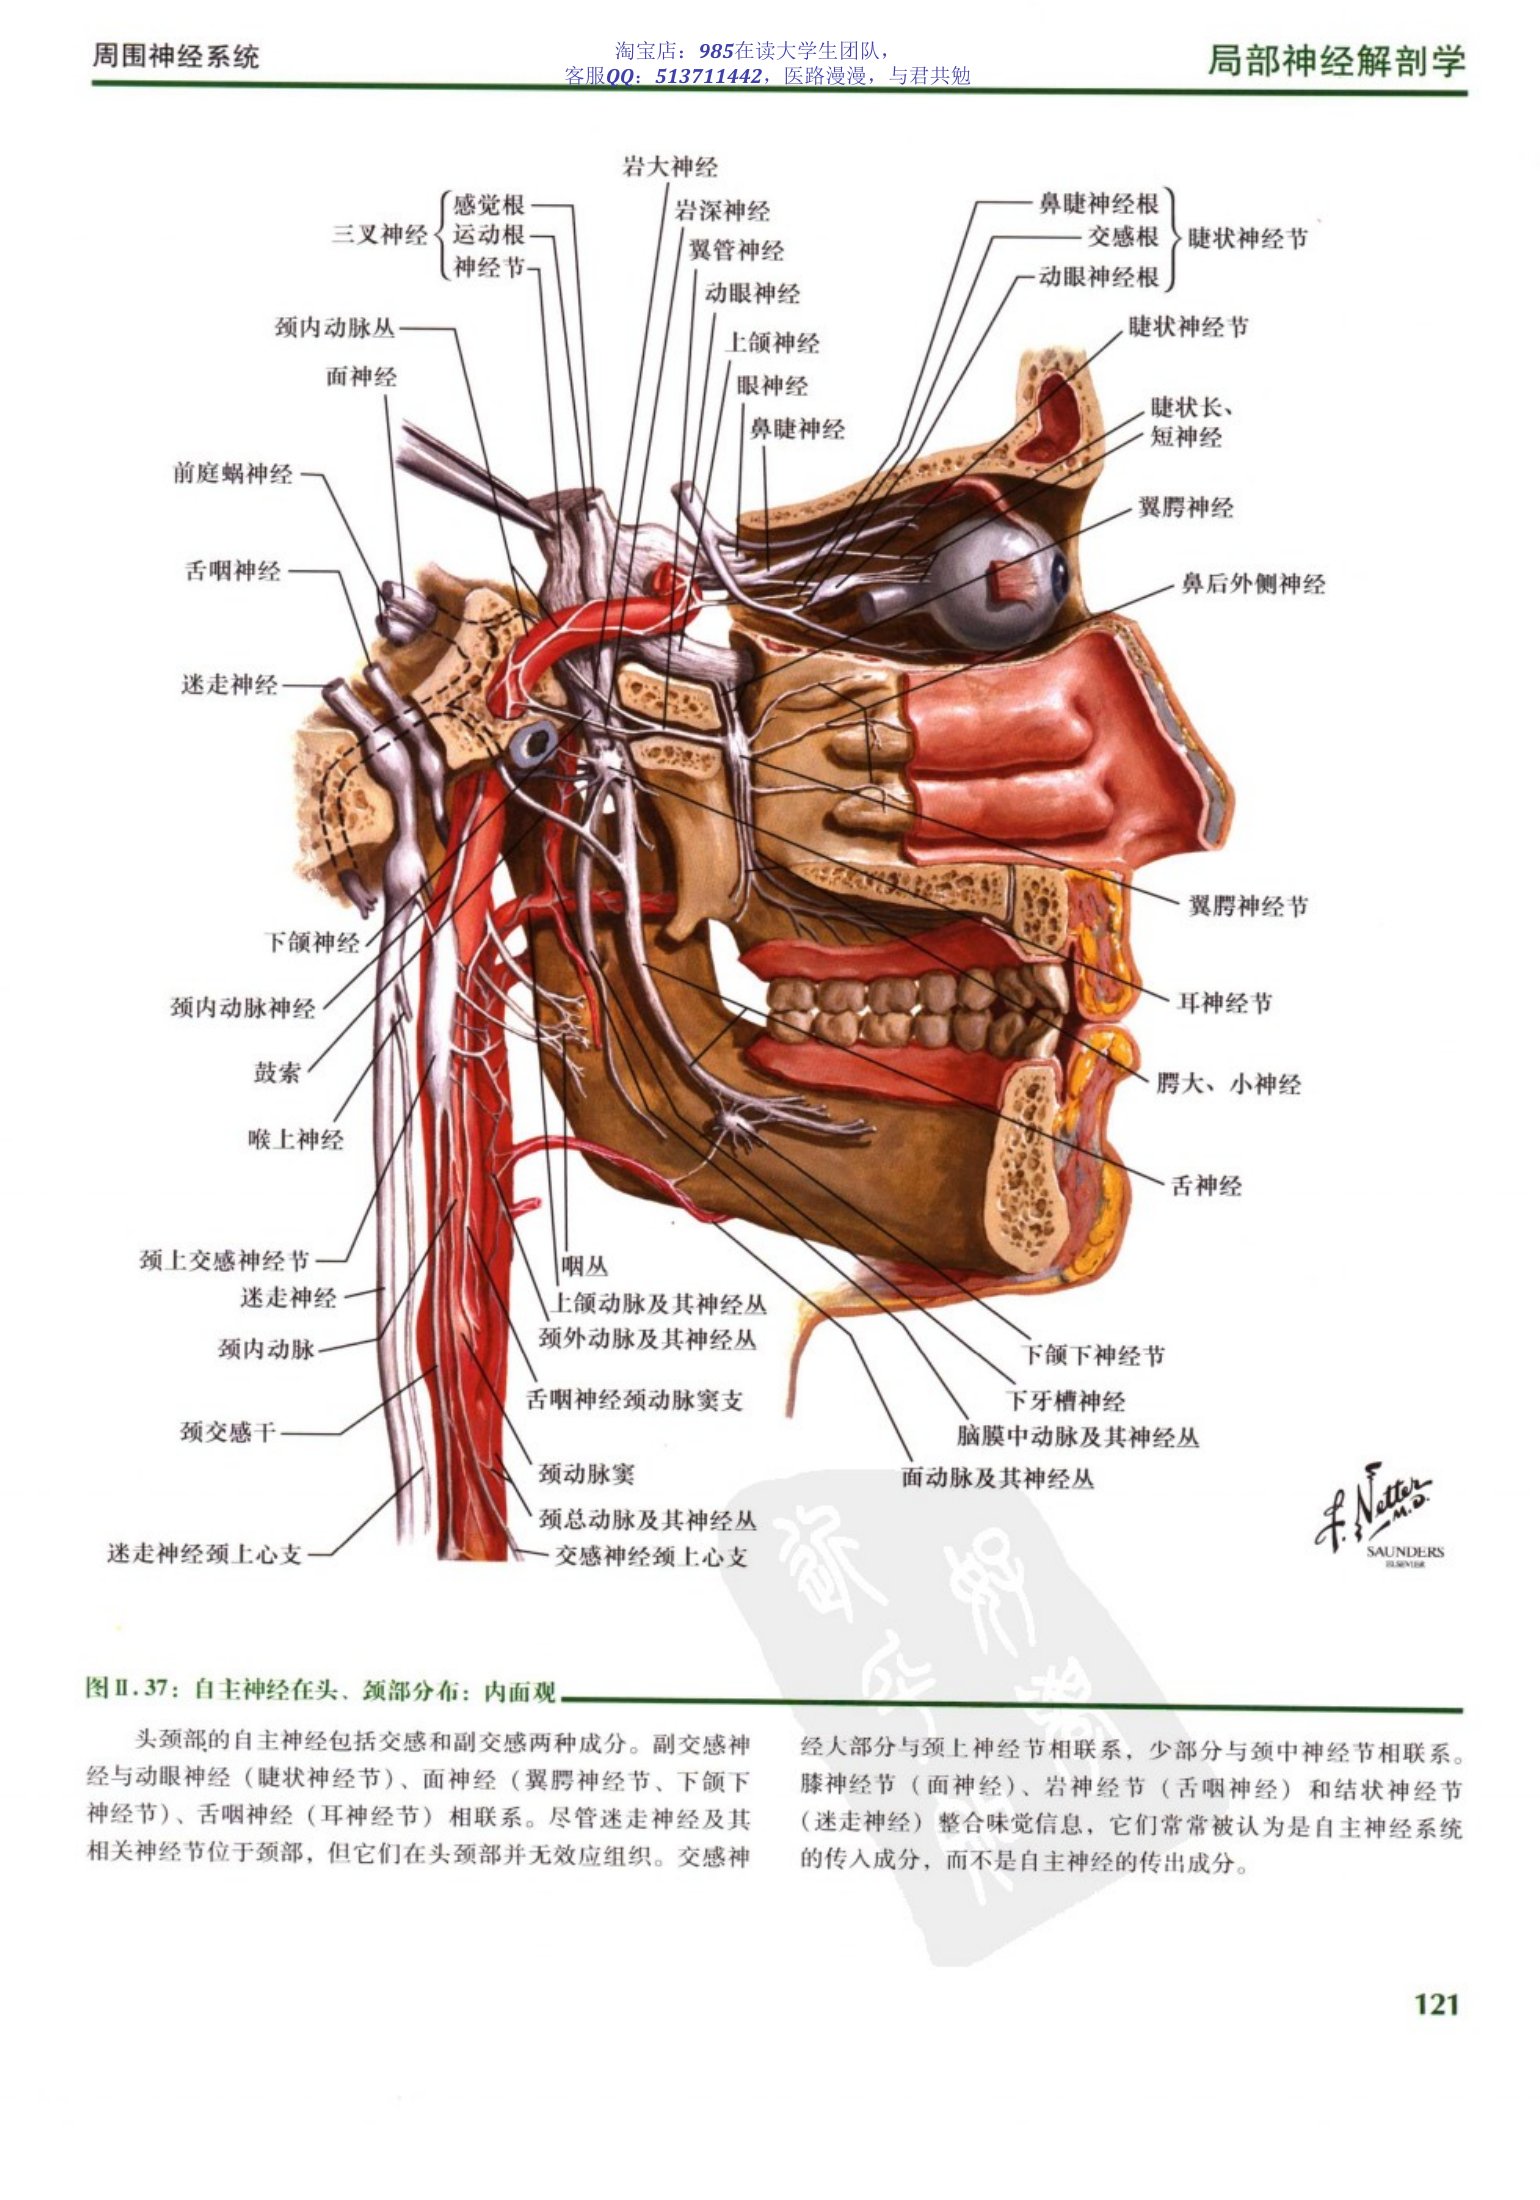 周围神经系统
淘宝店：985在读大学生团队，
客服QQ：513711442，医路漫漫，与君共勉
局部神经解剖学
岩大神经
岩深神经
翼管神经
动眼神经
上颌神经
眼神经
鼻睫神经
三叉神经
感觉根
运动根
神经节
鼻睫神经根
交感根
动眼神经根
睫状神经节
颈内动脉丛
面神经
前庭蜗神经
舌咽神经
迷走神经
下颌神经
颈内动脉神经
鼓索
喉上神经
颈上交感神经节
迷走神经
颈内动脉
颈交感干
迷走神经颈上心支
睫状神经节
睫状长、
短神经
翼腭神经
鼻后外侧神经
翼腭神经节
耳神经节
腭大、小神经
舌神经
咽丛
上颌动脉及其神经丛
颈外动脉及其神经丛
舌咽神经颈动脉窦支
颈动脉窦
颈总动脉及其神经丛
交感神经颈上心支
下颌下神经节
下牙槽神经
脑膜中动脉及其神经丛
面动脉及其神经丛
F. Netter
M.D.
SAUNDERS
ELSEVIER
图Ⅱ.37：自主神经在头、颈部分布：内面观
头颈部的自主神经包括交感和副交感两种成分。副交感神
经与动眼神经（睫状神经节）、面神经（翼腭神经节、下颌下
神经节）、舌咽神经（耳神经节）相联系。尽管迷走神经及其
相关神经节位于颈部，但它们在头颈部并无效应组织。交感神
经大部分与颈上神经节相联系，少部分与颈中神经节相联系。
膝神经节（面神经）、岩神经节（舌咽神经）和结状神经节
（迷走神经）整合味觉信息，它们常常被认为是自主神经系统
的传入成分，而不是自主神经的传出成分。
121